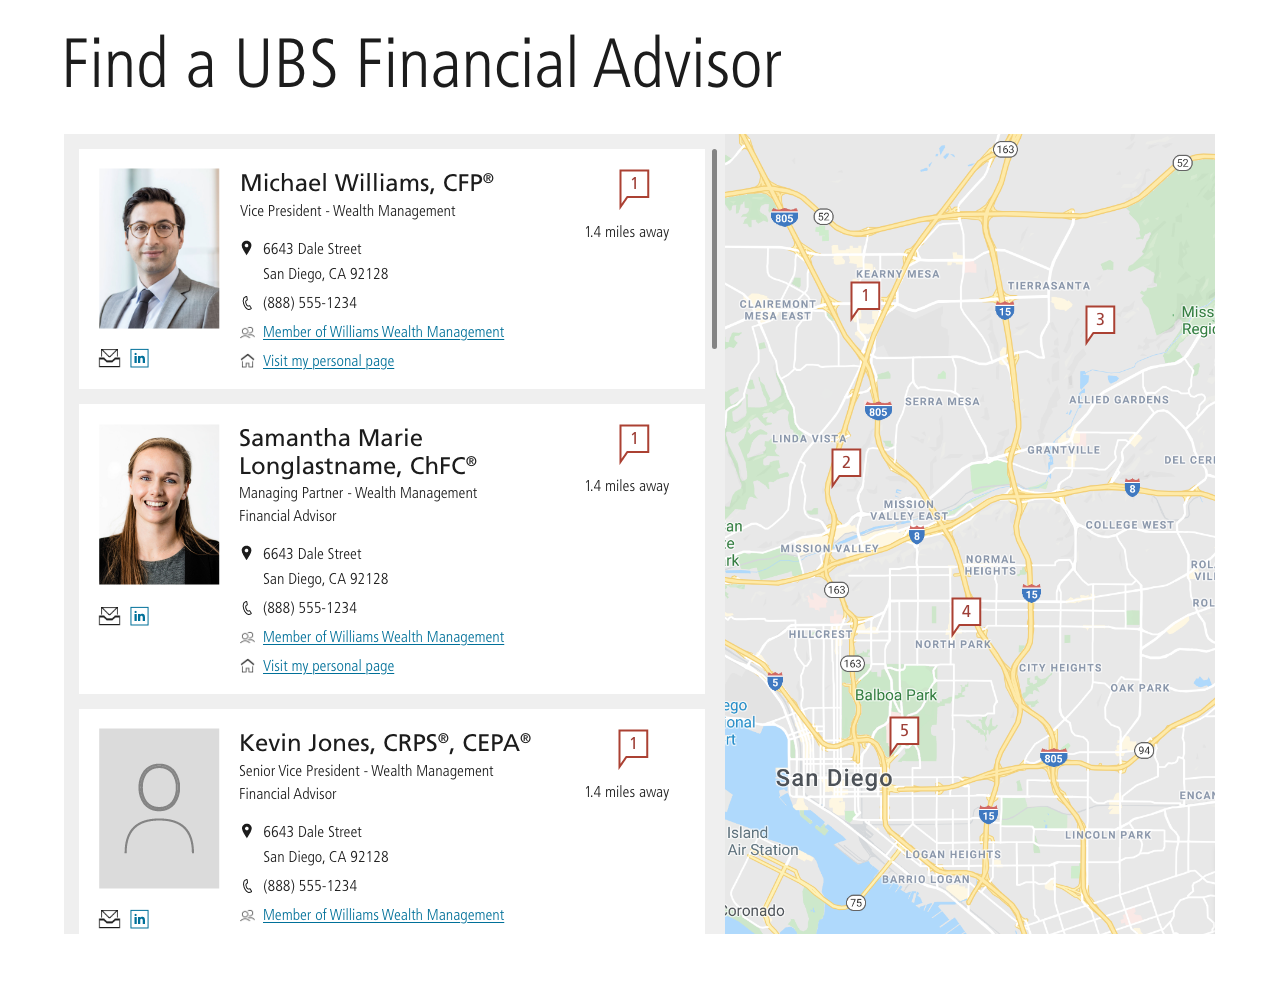 Find a UBS Financial Advisor
Michael Williams, CFP®
Vice President - Wealth Management
6643 Dale Street
San Diego, CA 92128
(888) 555-1234
Member of Williams Wealth Management
Visit my personal page
in
1
1.4 miles away
Samantha Marie
Longlastname, ChFC®
Managing Partner - Wealth Management
Financial Advisor
6643 Dale Street
San Diego, CA 92128
(888) 555-1234
Member of Williams Wealth Management
Visit my personal page
in
1
1.4 miles away
Kevin Jones, CRPS®, CEPA®
Senior Vice President - Wealth Management
Financial Advisor
6643 Dale Street
San Diego, CA 92128
(888) 555-1234
Member of Williams Wealth Management
in
1
1.4 miles away
163
52
805
52
KEARNY MESA
TIERRASANTA
1
CLAIREMONT
MESA EAST
15
3
Miss
Regio
SERRA MESA
ALLIED GARDENS
805
LINDA VISTA
GRANTVILLE
2
DEL CER
8
MISSION
VALLEY EAST
an
e
rk
8
COLLEGE WEST
MISSION VALLEY
NORMAL
HEIGHTS
ROL
VILL
163
15
ROL
4
HILLCREST
NORTH PARK
163
CITY HEIGHTS
5
OAK PARK
Balboa Park
ego
onal
rt
5
94
805
San Diego
ENCAN
15
Island
Air Station
LINCOLN PARK
LOGAN HEIGHTS
BARRIO LOGAN
75
Coronado